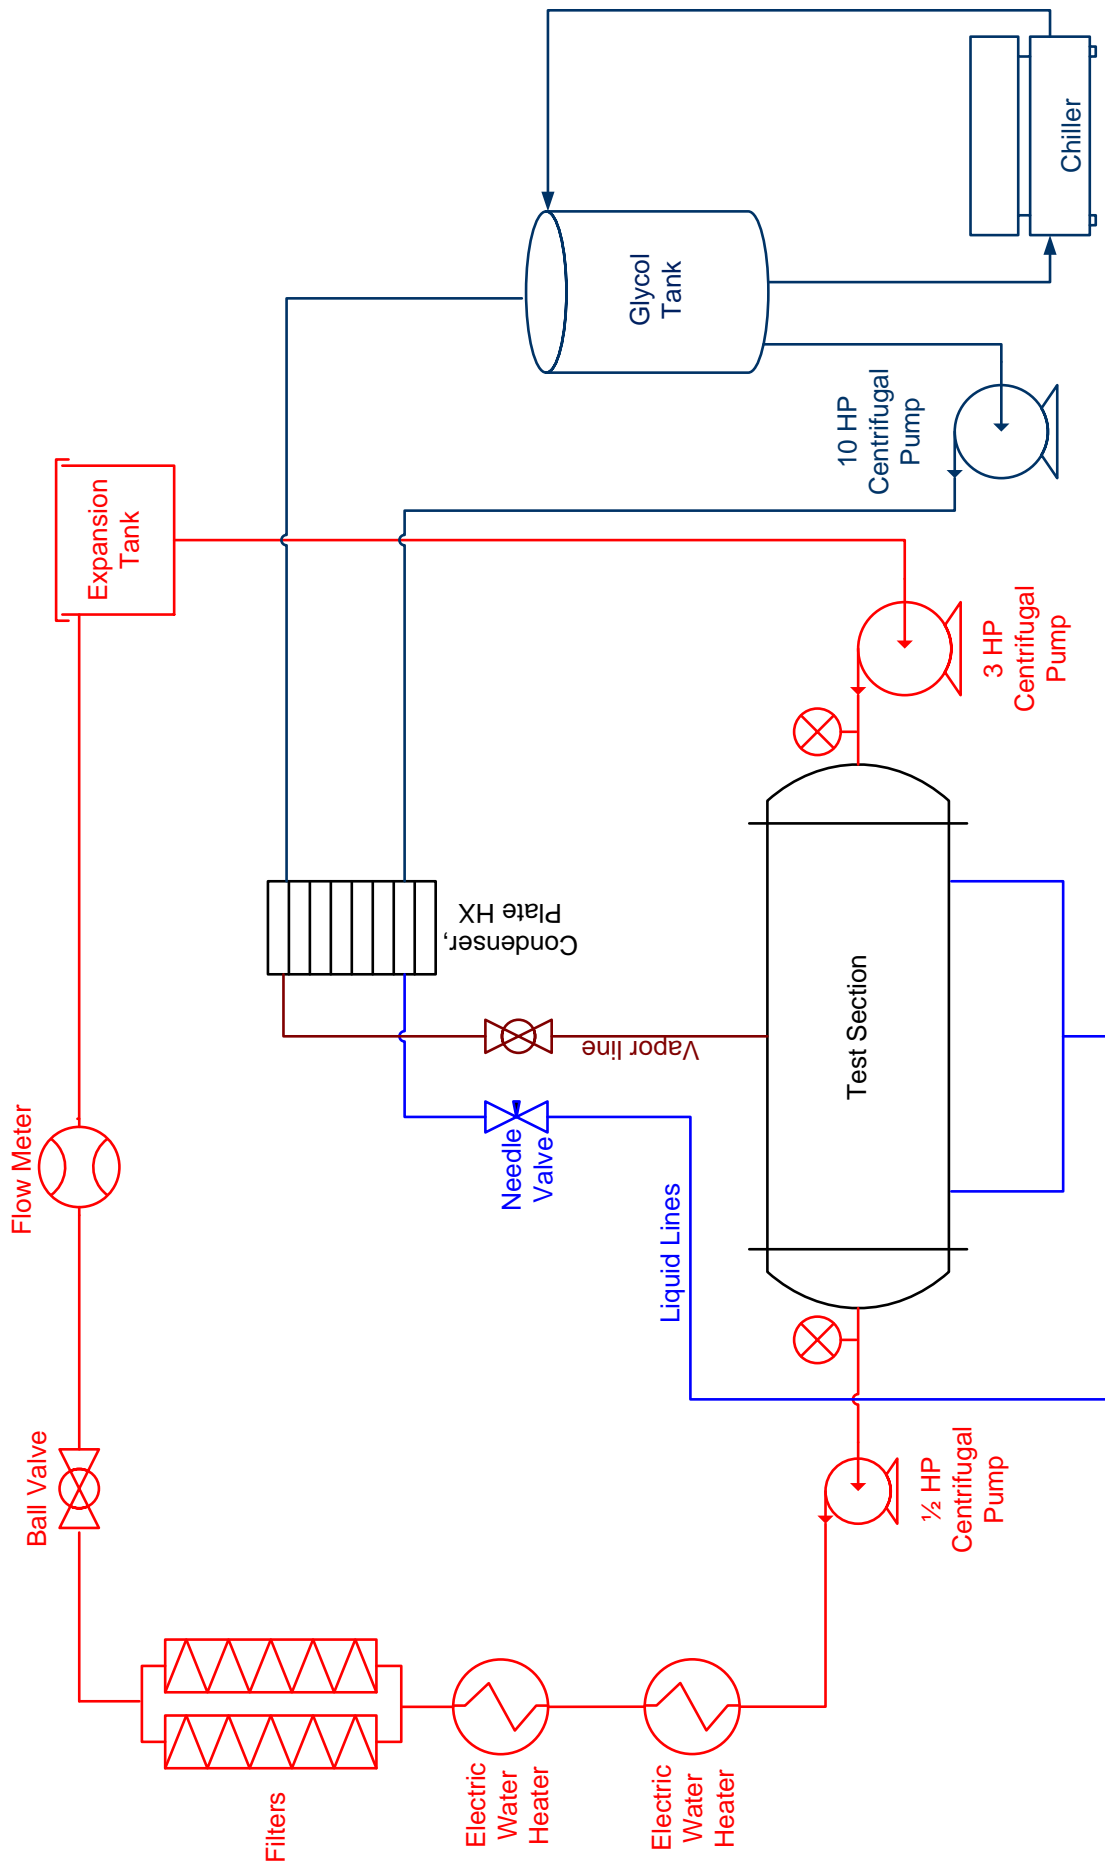 Flow Meter
Ball Valve
Filters
Electric
Water
Heater
Electric
Water
Heater
½ HP
Centrifugal
Pump
Expansion
Tank
Condenser,
Plate HX
Needle
Valve
Vapor line
Liquid Lines
Test Section
3 HP
Centrifugal
Pump
10 HP
Centrifugal
Pump
Glycol
Tank
Chiller